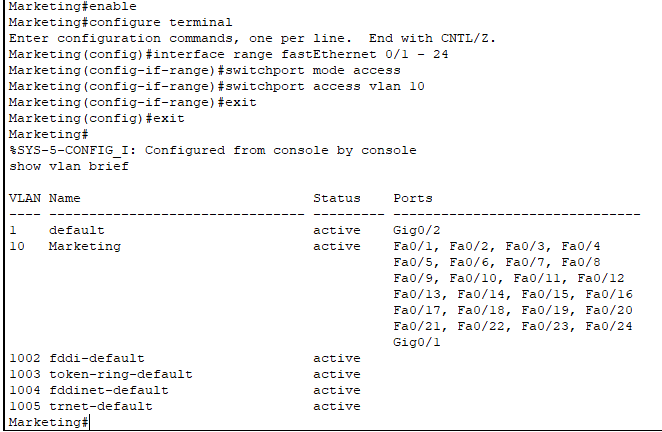 Marketing#enable
Marketing#configure terminal
Enter configuration commands, one per line.  End with CNTL/Z.
Marketing(config)#interface range fastEthernet 0/1 - 24
Marketing(config-if-range)#switchport mode access
Marketing(config-if-range)#switchport access vlan 10
Marketing(config-if-range)#exit
Marketing(config)#exit
Marketing#
%SYS-5-CONFIG_I: Configured from console by console
show vlan brief

VLAN Name                             Status    Ports
---- -------------------------------- --------- -------------------------------
1    default                          active    Gig0/2
10   Marketing                        active    Fa0/1, Fa0/2, Fa0/3, Fa0/4
                                                Fa0/5, Fa0/6, Fa0/7, Fa0/8
                                                Fa0/9, Fa0/10, Fa0/11, Fa0/12
                                                Fa0/13, Fa0/14, Fa0/15, Fa0/16
                                                Fa0/17, Fa0/18, Fa0/19, Fa0/20
                                                Fa0/21, Fa0/22, Fa0/23, Fa0/24
                                                Gig0/1
1002 fddi-default                     active
1003 token-ring-default               active
1004 fddinet-default                  active
1005 trnet-default                    active
Marketing#